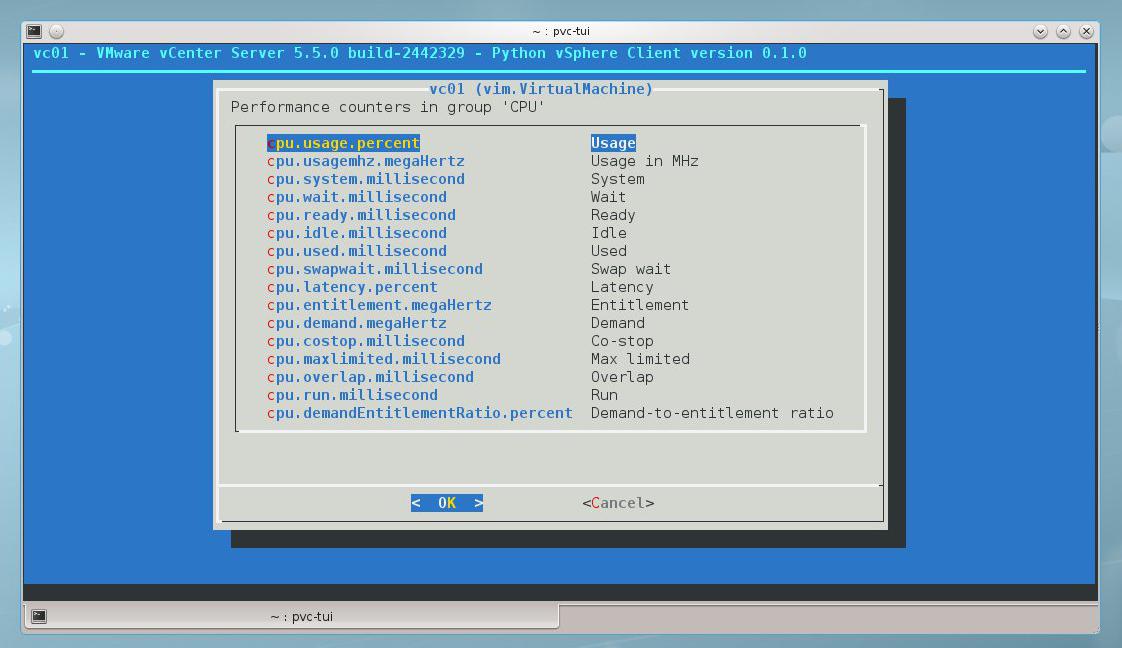 ~ : pvc-tui
vc01 - VMware vCenter Server 5.5.0 build-2442329 - Python vSphere Client version 0.1.0
vc01 (vim.VirtualMachine)
Performance counters in group 'CPU'
cpu.usage.percent Usage
cpu.usagemhz.megaHertz Usage in MHz
cpu.system.millisecond System
cpu.wait.millisecond Wait
cpu.ready.millisecond Ready
cpu.idle.millisecond Idle
cpu.used.millisecond Used
cpu.swapwait.millisecond Swap wait
cpu.latency.percent Latency
cpu.entitlement.megaHertz Entitlement
cpu.demand.megaHertz Demand
cpu.costop.millisecond Co-stop
cpu.maxlimited.millisecond Max limited
cpu.overlap.millisecond Overlap
cpu.run.millisecond Run
cpu.demandEntitlementRatio.percent Demand-to-entitlement ratio
< OK > <Cancel>
~ : pvc-tui